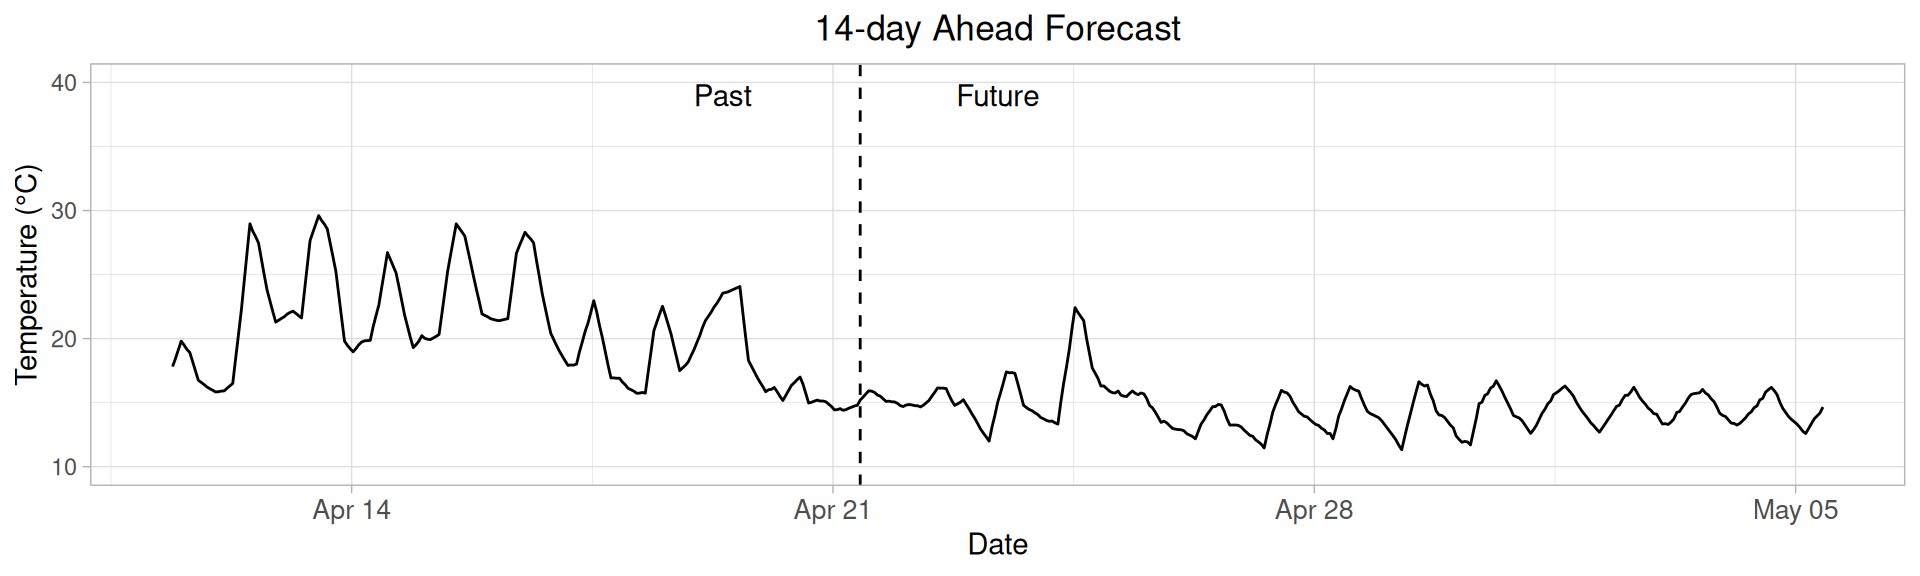 14-day Ahead Forecast
Past
Future
Temperature (°C)
40
30
20
10
Apr 14
Apr 21
Apr 28
May 05
Date